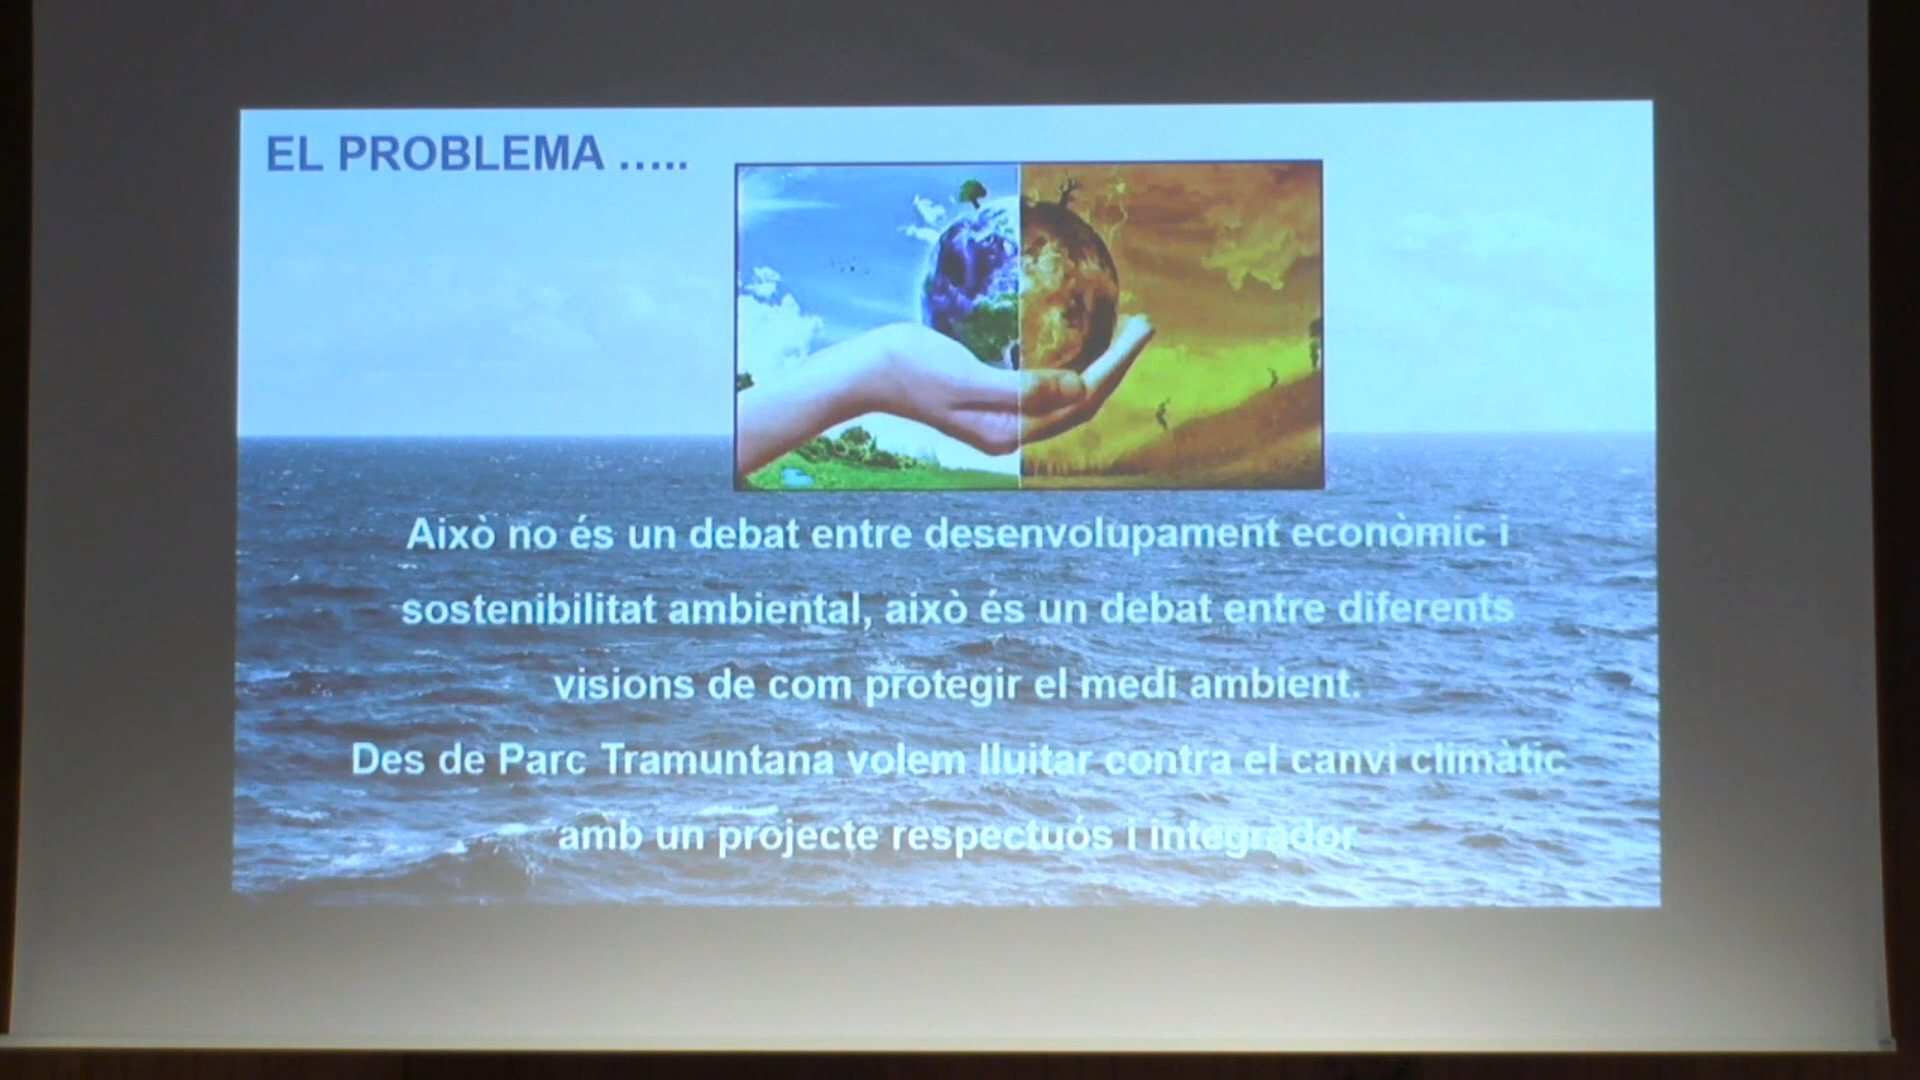 EL PROBLEMA .....
Això no és un debat entre desenvolupament econòmic i
sostenibilitat ambiental, això és un debat entre diferents
visions de com protegir el medi ambient.
Des de Parc Tramuntana volem lluitar contra el canvi climàtic
amb un projecte respectuós i integrador